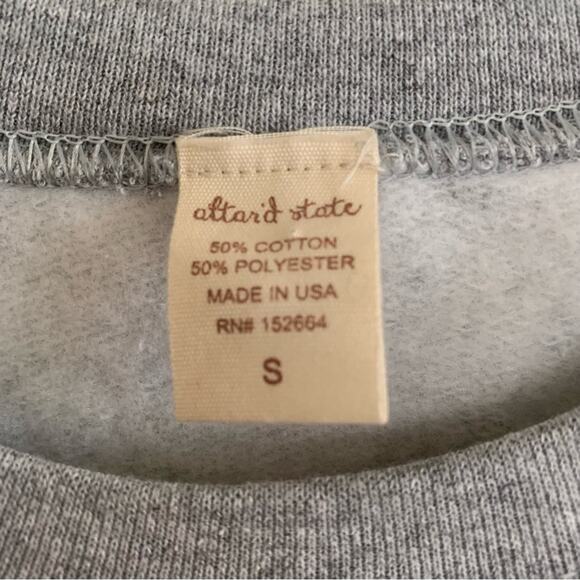 altar'd state
50% COTTON
50% POLYESTER
MADE IN USA
RN# 152664
S